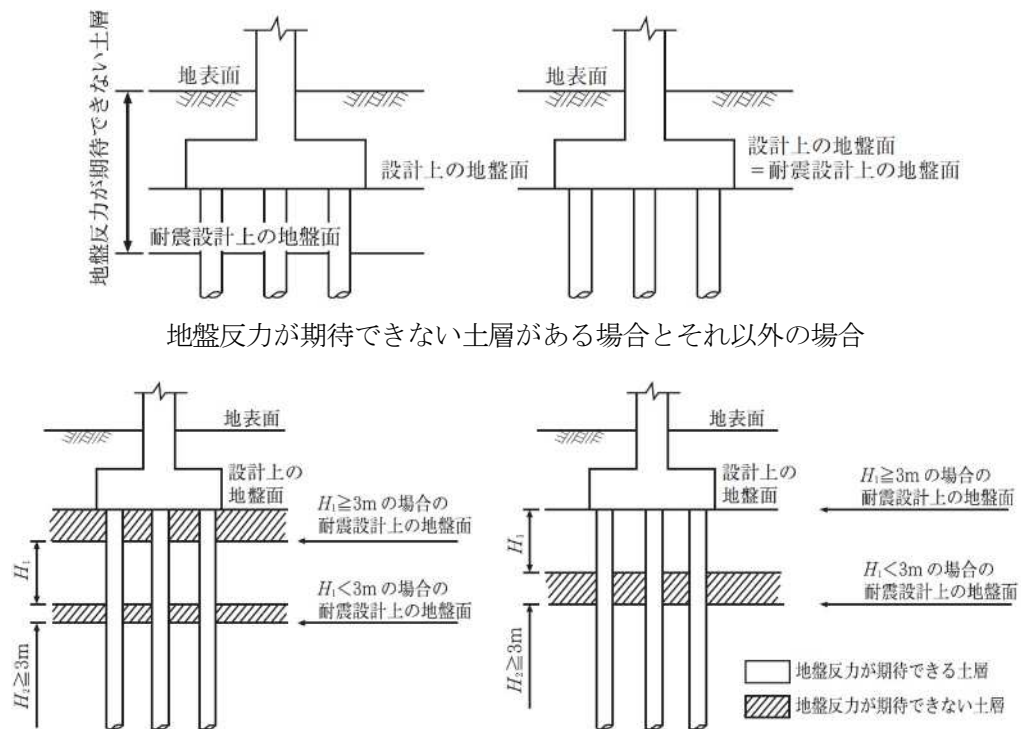 地盤反力が期待できない土層
地表面
設計上の地盤面
耐震設計上の地盤面
地表面
設計上の地盤面
=耐震設計上の地盤面
地盤反力が期待できない土層がある場合とそれ以外の場合
地表面
設計上の
地盤面
H₁≧3mの場合の
耐震設計上の地盤面
H₁
H₁<3mの場合の
耐震設計上の地盤面
H₂≧3m
地表面
設計上の
地盤面
H₁≧3mの場合の
耐震設計上の地盤面
H₁
H₁<3mの場合の
耐震設計上の地盤面
H₂≧3m
地盤反力が期待できる土層
地盤反力が期待できない土層